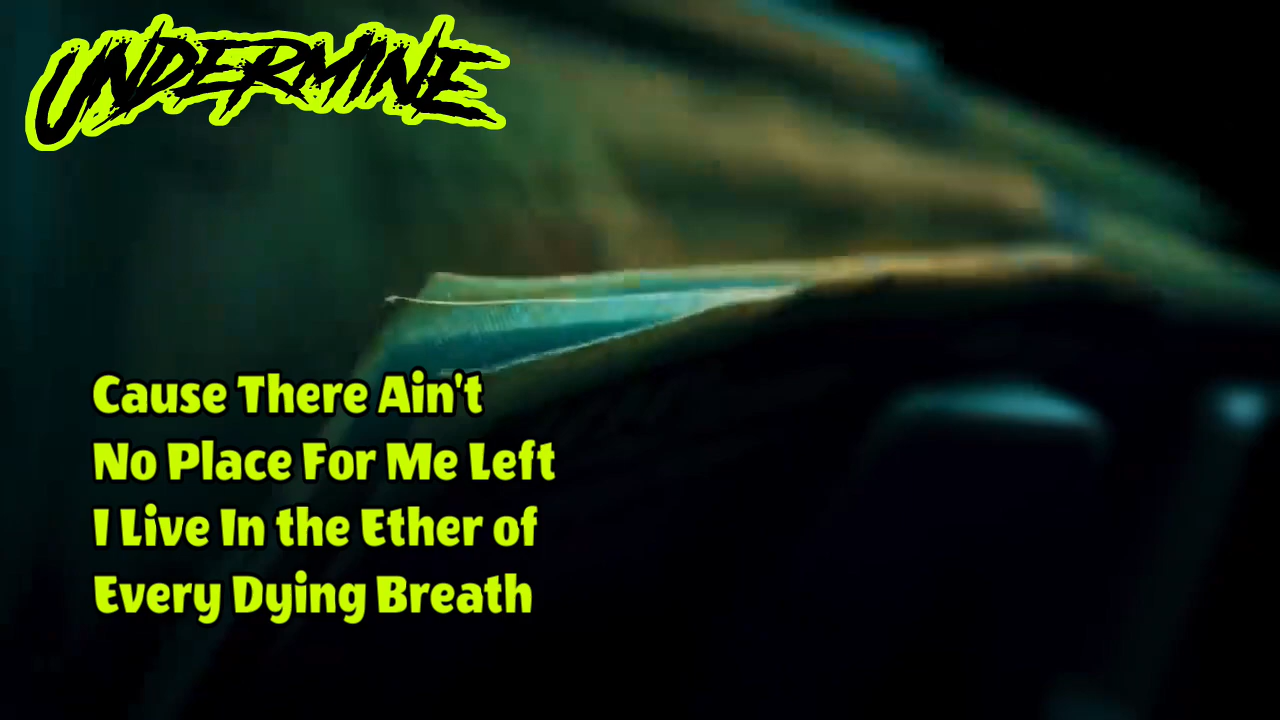 UNDERMINE
Cause There Ain't
No Place For Me Left
I Live In the Ether of
Every Dying Breath